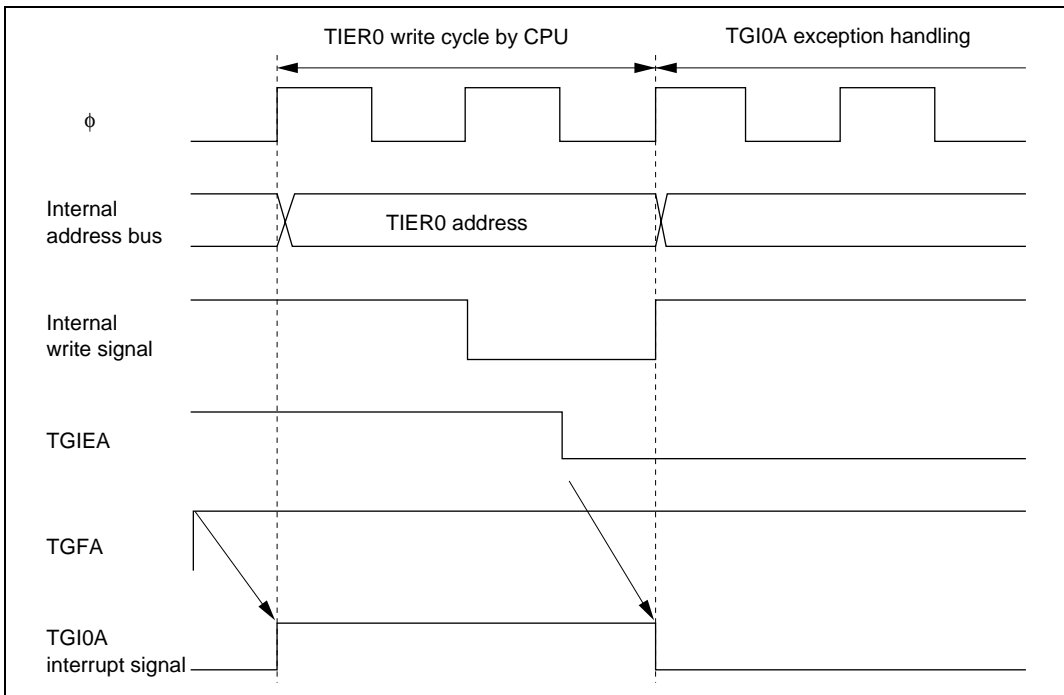 TIER0 write cycle by CPU
TGI0A exception handling
ϕ
Internal
address bus
TIER0 address
Internal
write signal
TGIEA
TGFA
TGI0A
interrupt signal